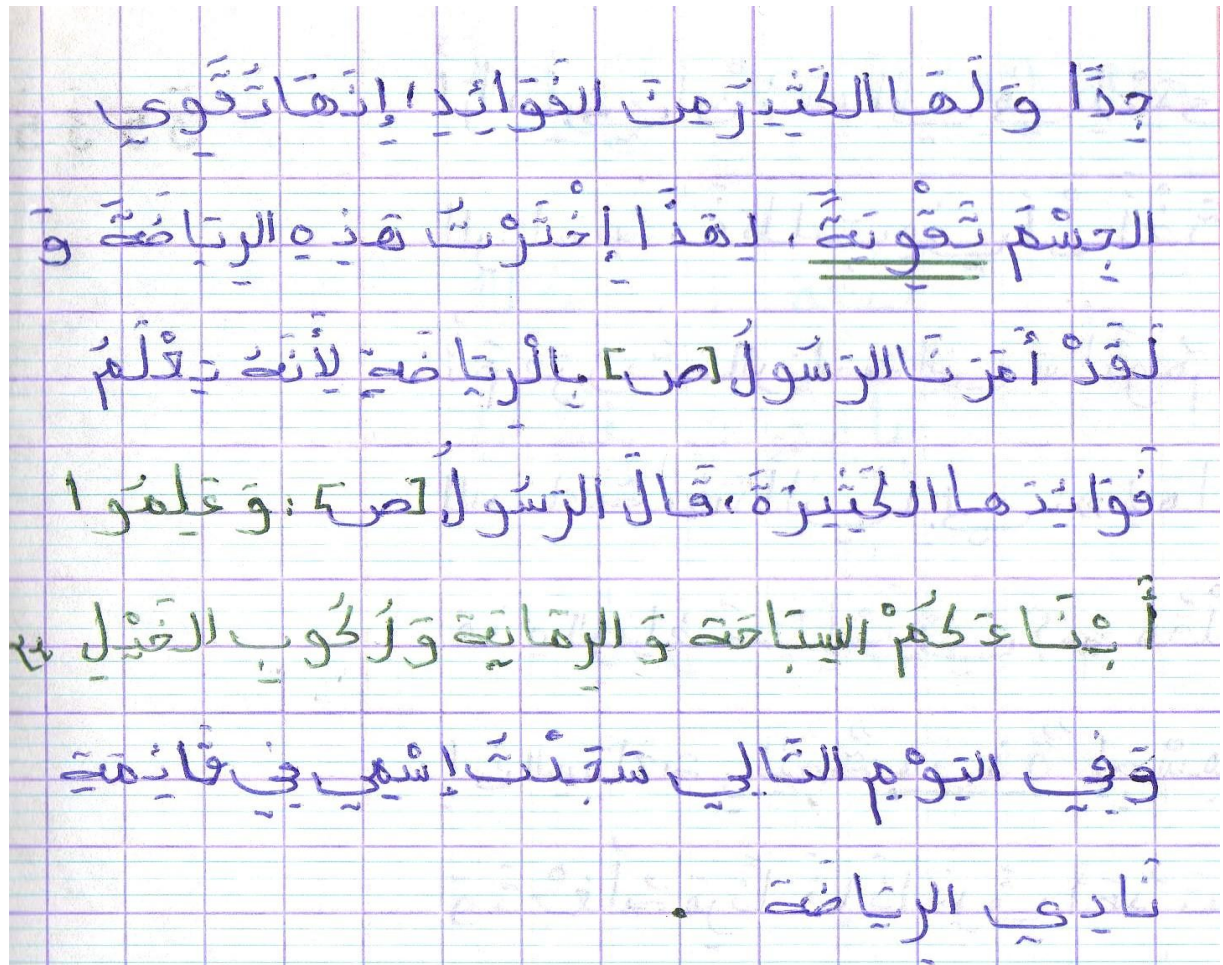 جِدًّا وَ لَهَا الكَثِيرَ مِنَ الفَوَائِدِ؛ إِنَهَا تُقَوِي
الجِسْمَ تَقْوِيَةً. لِهَذَا إِخْتَرْتُ هَذِهِ الرِيَاضَةَ وَ
لَقَدْ أَمَرَنَا الرَسُولُ [ص] بِالْرِيَاضَةِ لِأَنَهُ يَعْلَمُ
فَوَائِدَهَا الكَثِيرَةَ، قَالَ الرَسُولُ [ص]: وَ عَلِمُوا
أَبْنَاءَكُمْ السِبَاحَة وَ الرِمَايَة وَ رُكُوبِ الخَيْلِ "
وَ فِي اليَوْمِ التَالِي سَجَدْتُ إِسْمِي فِي قَائِمَةِ
نَادِي الرِيَاضَة .